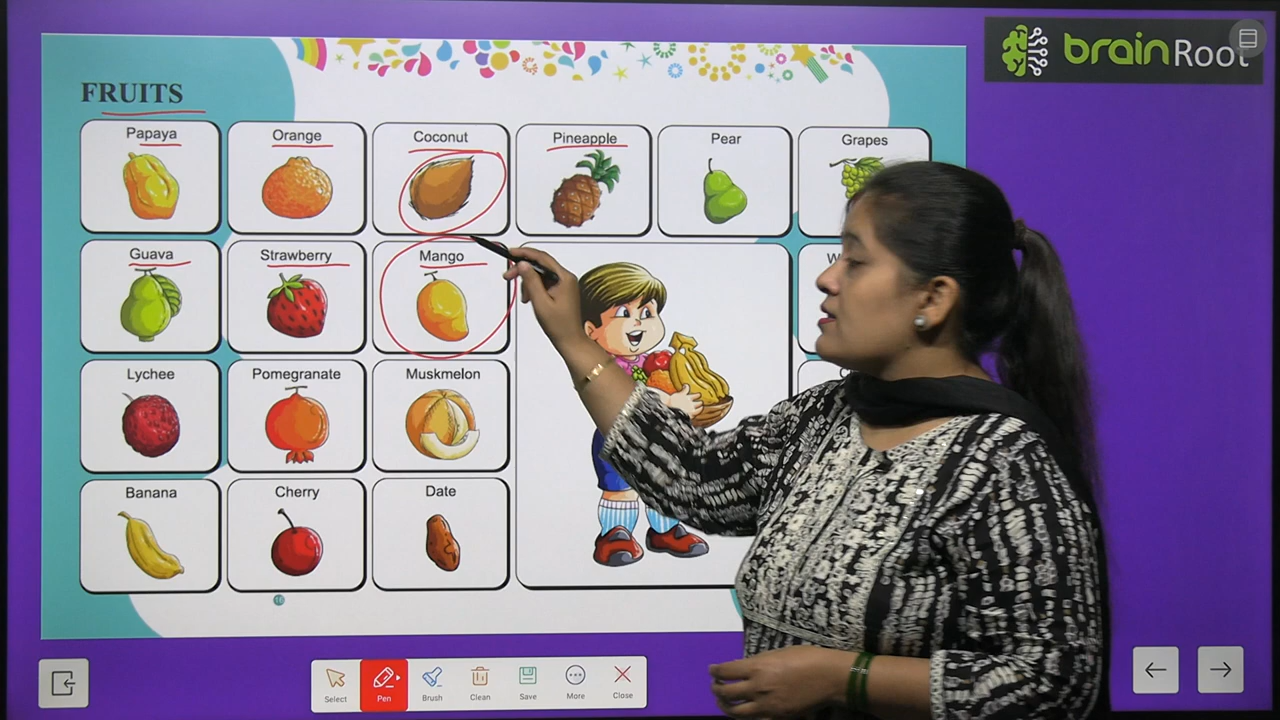 brainRoot
FRUITS
Papaya
Orange
Coconut
Pineapple
Pear
Grapes
Guava
Strawberry
Mango
Lychee
Pomegranate
Muskmelon
Banana
Cherry
Date
Select
Pen
Brush
Clean
Save
More
Close